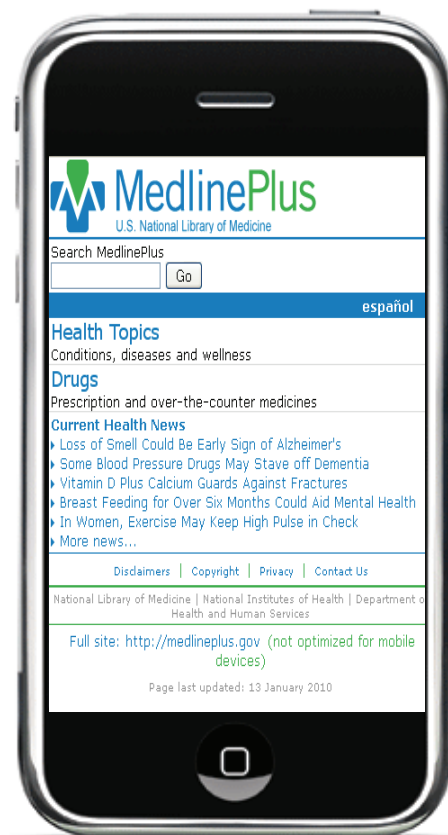 MedlinePlus
U.S. National Library of Medicine
Search MedlinePlus
Go
español
Health Topics
Conditions, diseases and wellness
Drugs
Prescription and over-the-counter medicines
Current Health News
Loss of Smell Could Be Early Sign of Alzheimer's
Some Blood Pressure Drugs May Stave off Dementia
Vitamin D Plus Calcium Guards Against Fractures
Breast Feeding for Over Six Months Could Aid Mental Health
In Women, Exercise May Keep High Pulse in Check
More news...
Disclaimers | Copyright | Privacy | Contact Us
National Library of Medicine | National Institutes of Health | Department o
Health and Human Services
Full site: http://medlineplus.gov (not optimized for mobile
devices)
Page last updated: 13 January 2010